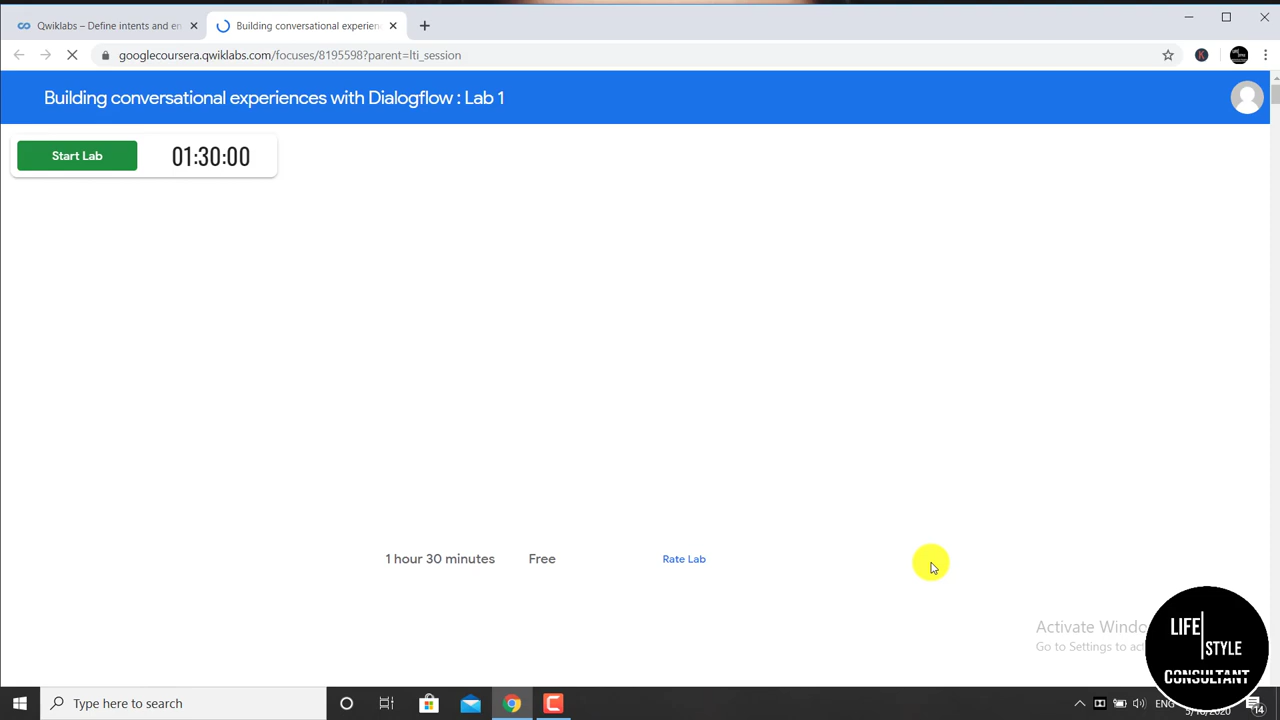 Qwiklabs – Define intents and en
Building conversational experien
googlecoursera.qwiklabs.com/focuses/8195598?parent=lti_session
K
Building conversational experiences with Dialogflow : Lab 1
Start Lab
01:30:00
1 hour 30 minutes
Free
Rate Lab
Activate Windo
Go to Settings to act
LIFE
STYLE
CONSULTANT
Type here to search
ENG
14